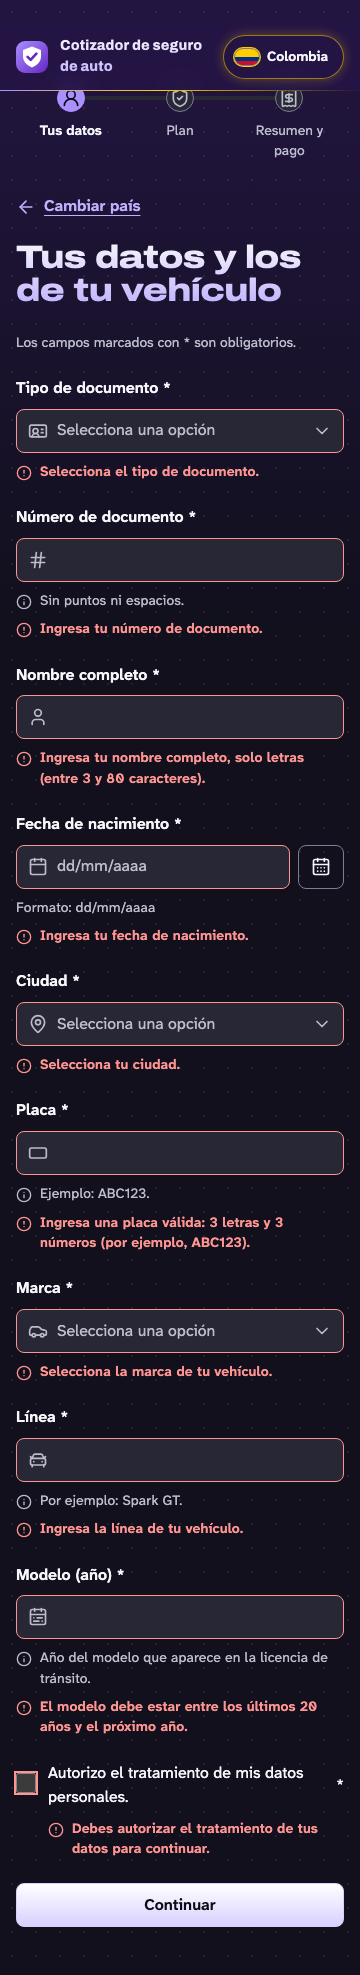 Cotizador de seguro
de auto
Colombia
Tus datos
Plan
Resumen y
pago
Cambiar país
Tus datos y los
de tu vehículo
Los campos marcados con * son obligatorios.
Tipo de documento *
Selecciona una opción
Selecciona el tipo de documento.
Número de documento *
Sin puntos ni espacios.
Ingresa tu número de documento.
Nombre completo *
Ingresa tu nombre completo, solo letras
(entre 3 y 80 caracteres).
Fecha de nacimiento *
dd/mm/aaaa
Formato: dd/mm/aaaa
Ingresa tu fecha de nacimiento.
Ciudad *
Selecciona una opción
Selecciona tu ciudad.
Placa *
Ejemplo: ABC123.
Ingresa una placa válida: 3 letras y 3
números (por ejemplo, ABC123).
Marca *
Selecciona una opción
Selecciona la marca de tu vehículo.
Línea *
Por ejemplo: Spark GT.
Ingresa la línea de tu vehículo.
Modelo (año) *
Año del modelo que aparece en la licencia de
tránsito.
El modelo debe estar entre los últimos 20
años y el próximo año.
Autorizo el tratamiento de mis datos
personales. *
Debes autorizar el tratamiento de tus
datos para continuar.
Continuar